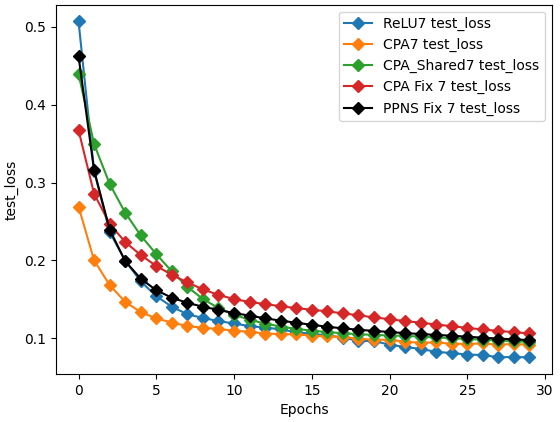 ReLU7 test_loss
CPA7 test_loss
CPA_Shared7 test_loss
CPA Fix 7 test_loss
PPNS Fix 7 test_loss
test_loss
0.5
0.4
0.3
0.2
0.1
0 5 10 15 20 25 30
Epochs